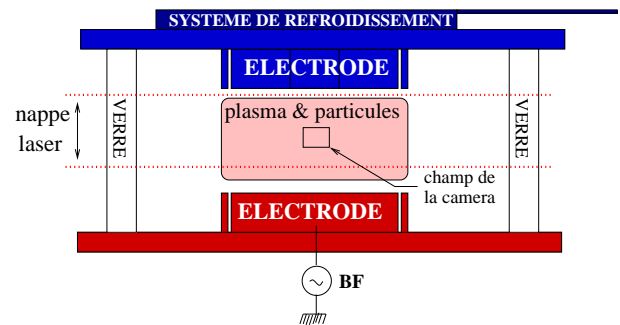 SYSTEME DE REFROIDISSEMENT
ELECTRODE
nappe
laser
VERRE
plasma & particules
VERRE
champ de
la camera
ELECTRODE
BF